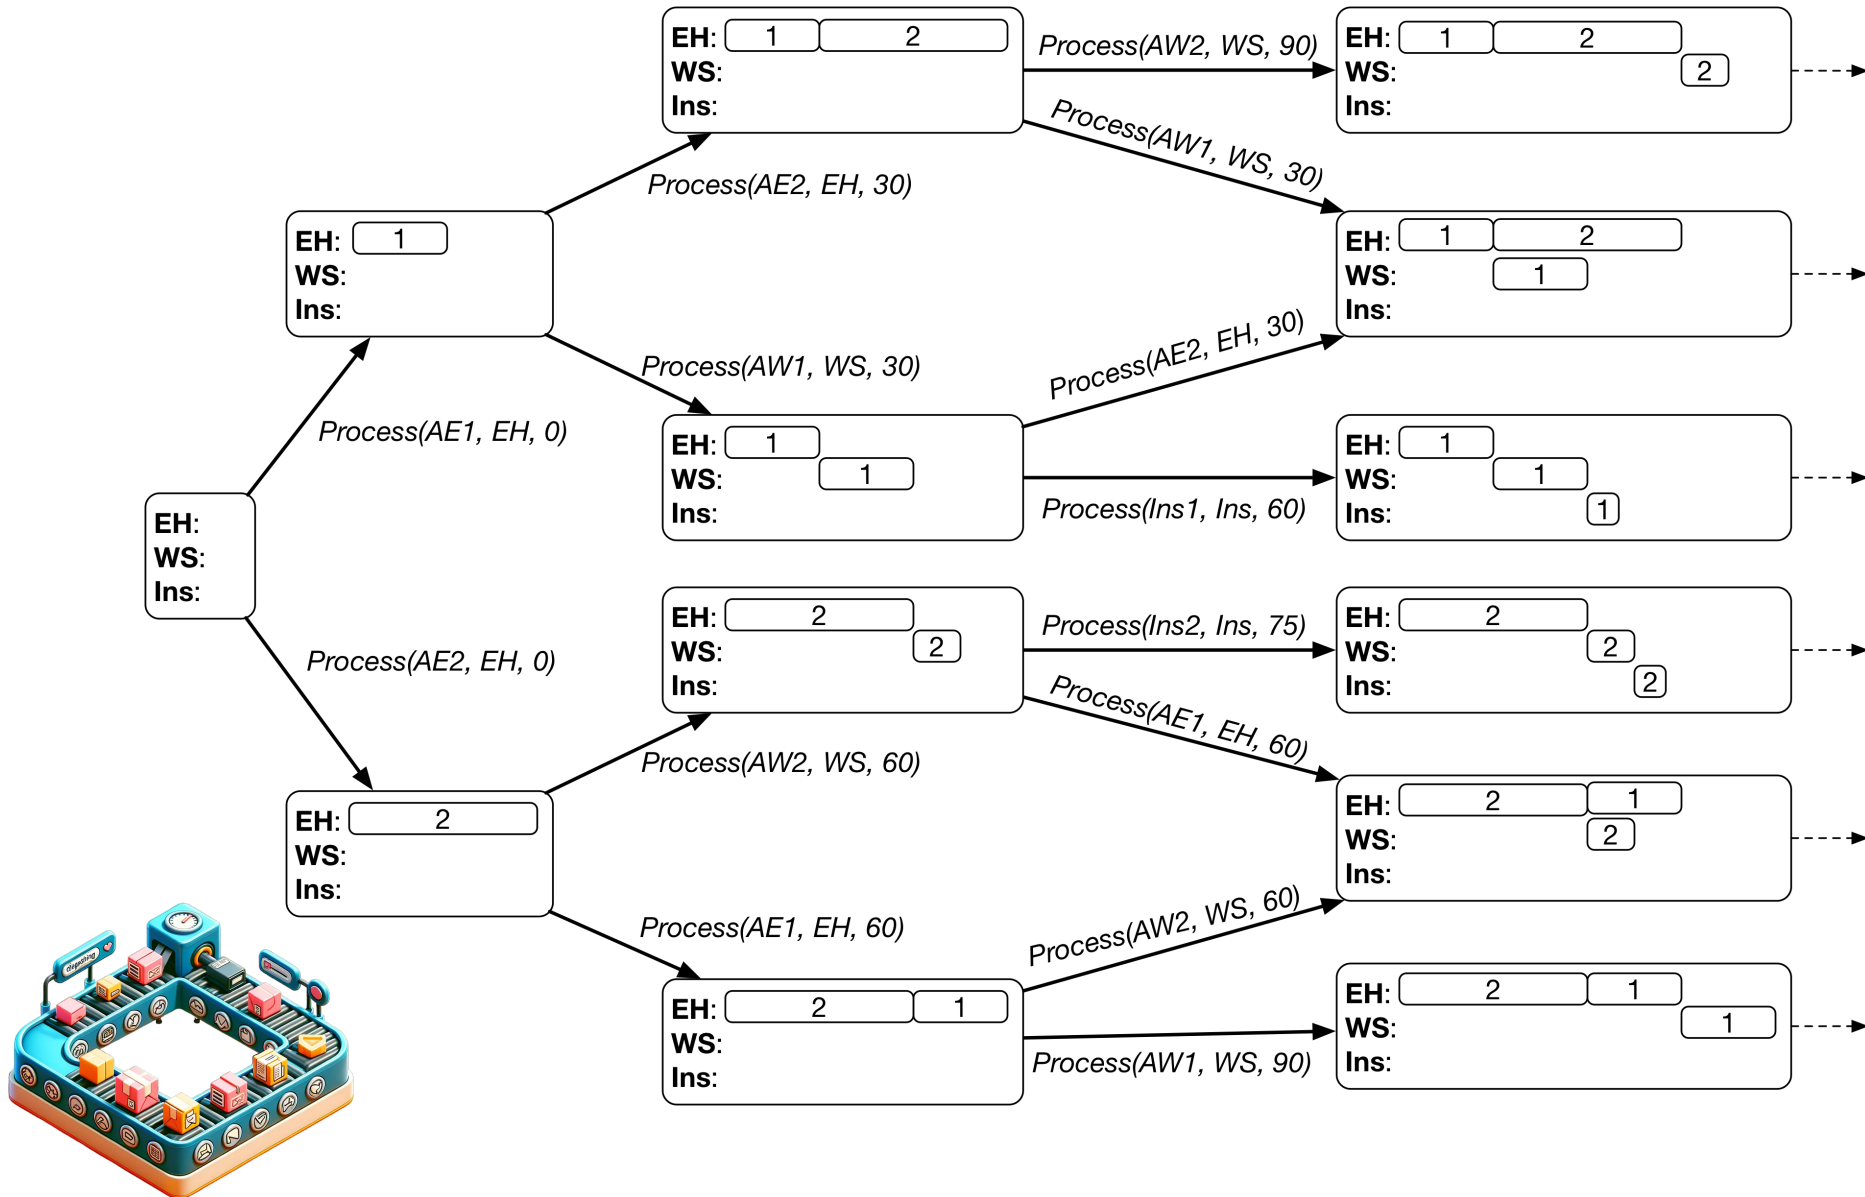 EH: 1 2
WS:
Ins:
Process(AW2, WS, 90)
EH: 1 2
WS: 2
Ins:
Process(AW1, WS, 30)
Process(AE2, EH, 30)
EH: 1
WS:
Ins:
EH: 1 2
WS: 1
Ins:
Process(AE2, EH, 30)
Process(AW1, WS, 30)
Process(AE1, EH, 0)
EH: 1
WS: 1
Ins:
Process(Ins1, Ins, 60)
EH: 1
WS: 1
Ins: 1
EH:
WS:
Ins:
Process(AE2, EH, 0)
EH: 2
WS: 2
Ins:
Process(Ins2, Ins, 75)
EH: 2
WS: 2
Ins: 2
Process(AE1, EH, 60)
Process(AW2, WS, 60)
EH: 2
WS:
Ins:
EH: 2 1
WS: 2
Ins:
Process(AE1, EH, 60)
Process(AW2, WS, 60)
EH: 2 1
WS:
Ins:
Process(AW1, WS, 90)
EH: 2 1
WS: 1
Ins: